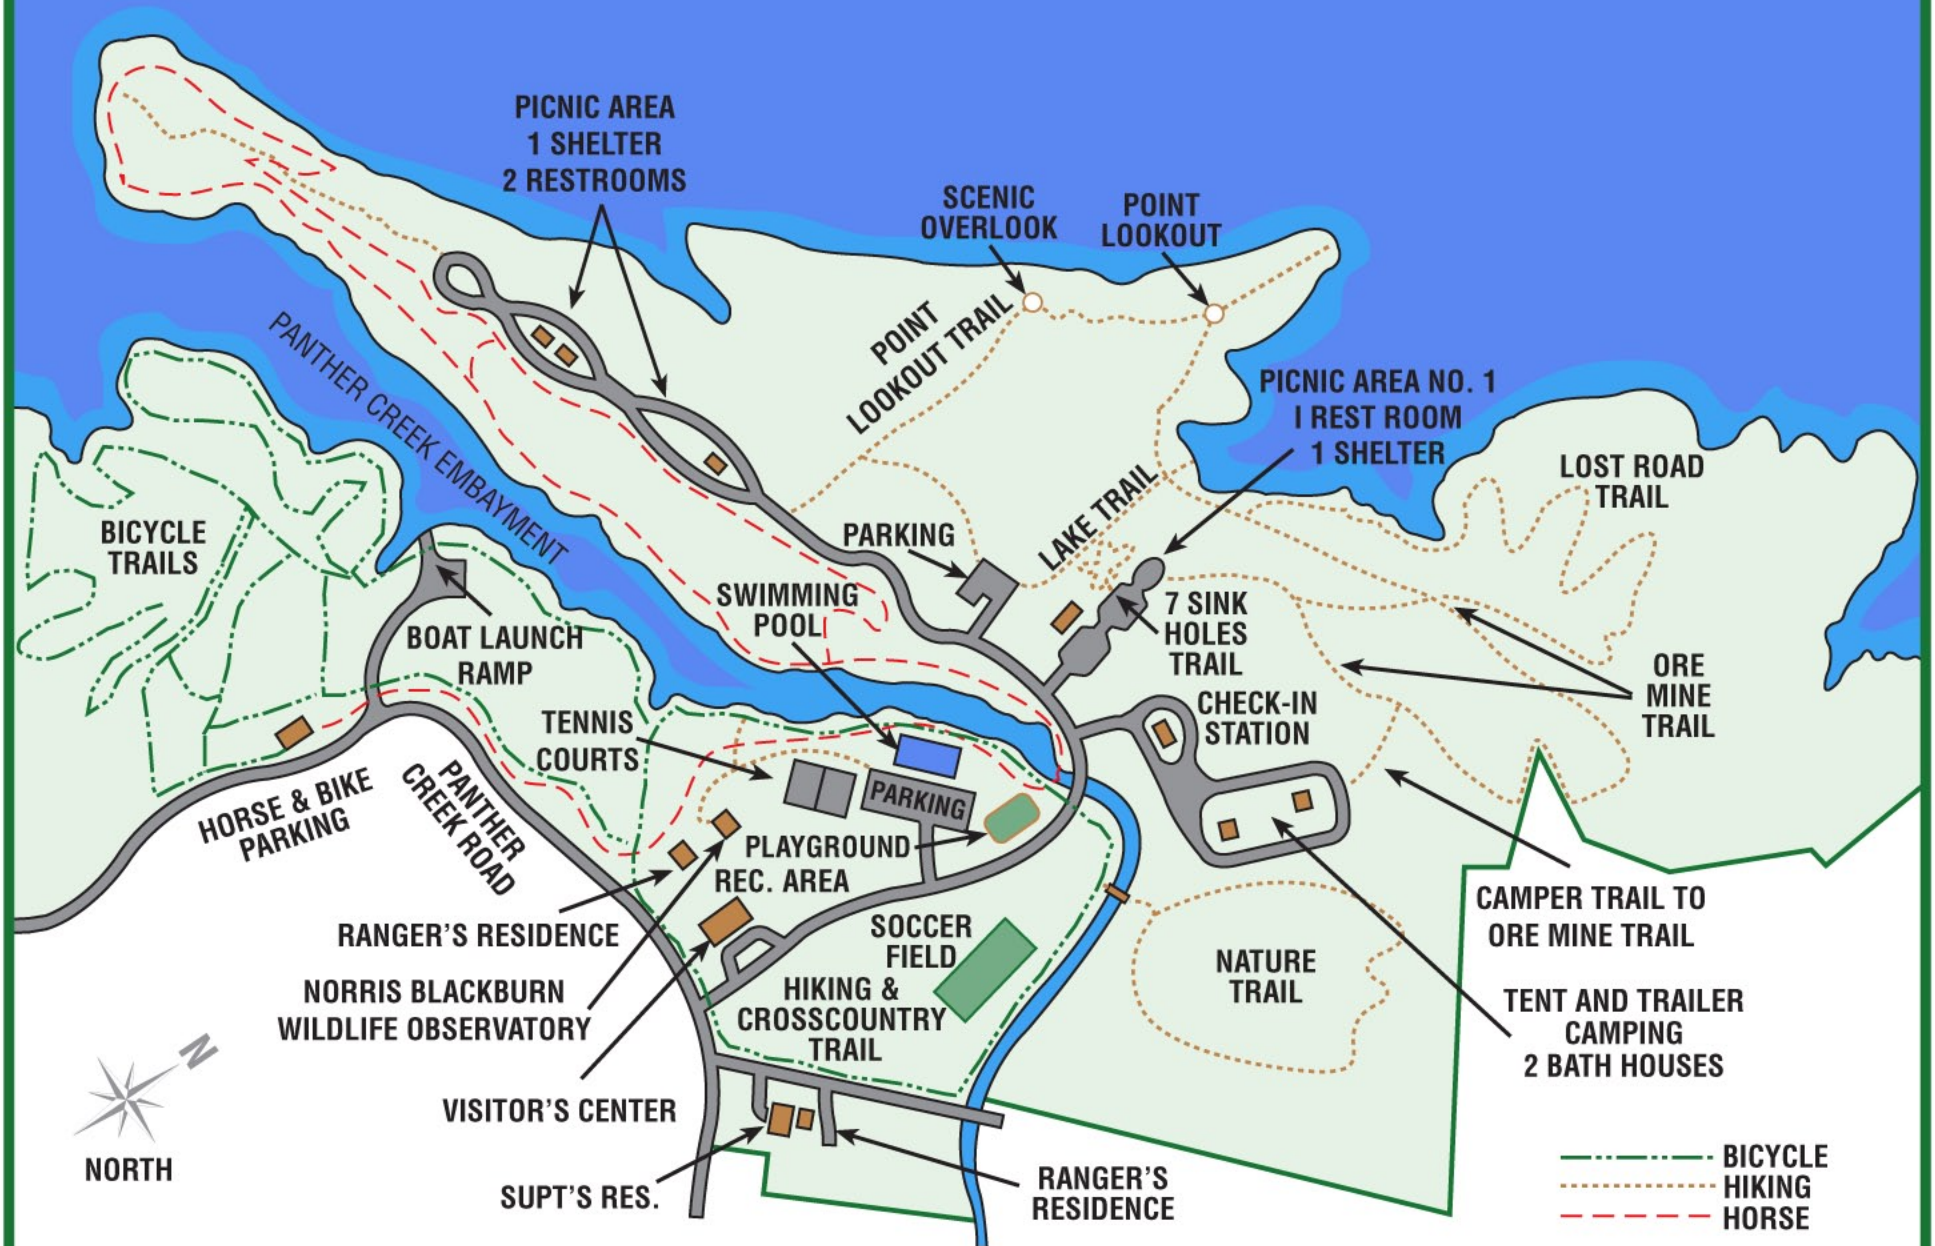 PICNIC AREA
1 SHELTER
2 RESTROOMS
SCENIC
OVERLOOK
POINT
LOOKOUT
POINT
LOOKOUT TRAIL
PANTHER CREEK EMBAYMENT
PICNIC AREA NO. 1
I REST ROOM
1 SHELTER
LOST ROAD
TRAIL
BICYCLE
TRAILS
PARKING
LAKE TRAIL
SWIMMING
POOL
7 SINK
HOLES
TRAIL
BOAT LAUNCH
RAMP
ORE
MINE
TRAIL
CHECK-IN
STATION
TENNIS
COURTS
HORSE & BIKE
PARKING
PANTHER
CREEK ROAD
PARKING
PLAYGROUND
REC. AREA
RANGER'S RESIDENCE
SOCCER
FIELD
CAMPER TRAIL TO
ORE MINE TRAIL
NATURE
TRAIL
NORRIS BLACKBURN
WILDLIFE OBSERVATORY
HIKING &
CROSSCOUNTRY
TRAIL
TENT AND TRAILER
CAMPING
2 BATH HOUSES
N
NORTH
VISITOR'S CENTER
SUPT'S RES.
RANGER'S
RESIDENCE
BICYCLE
HIKING
HORSE